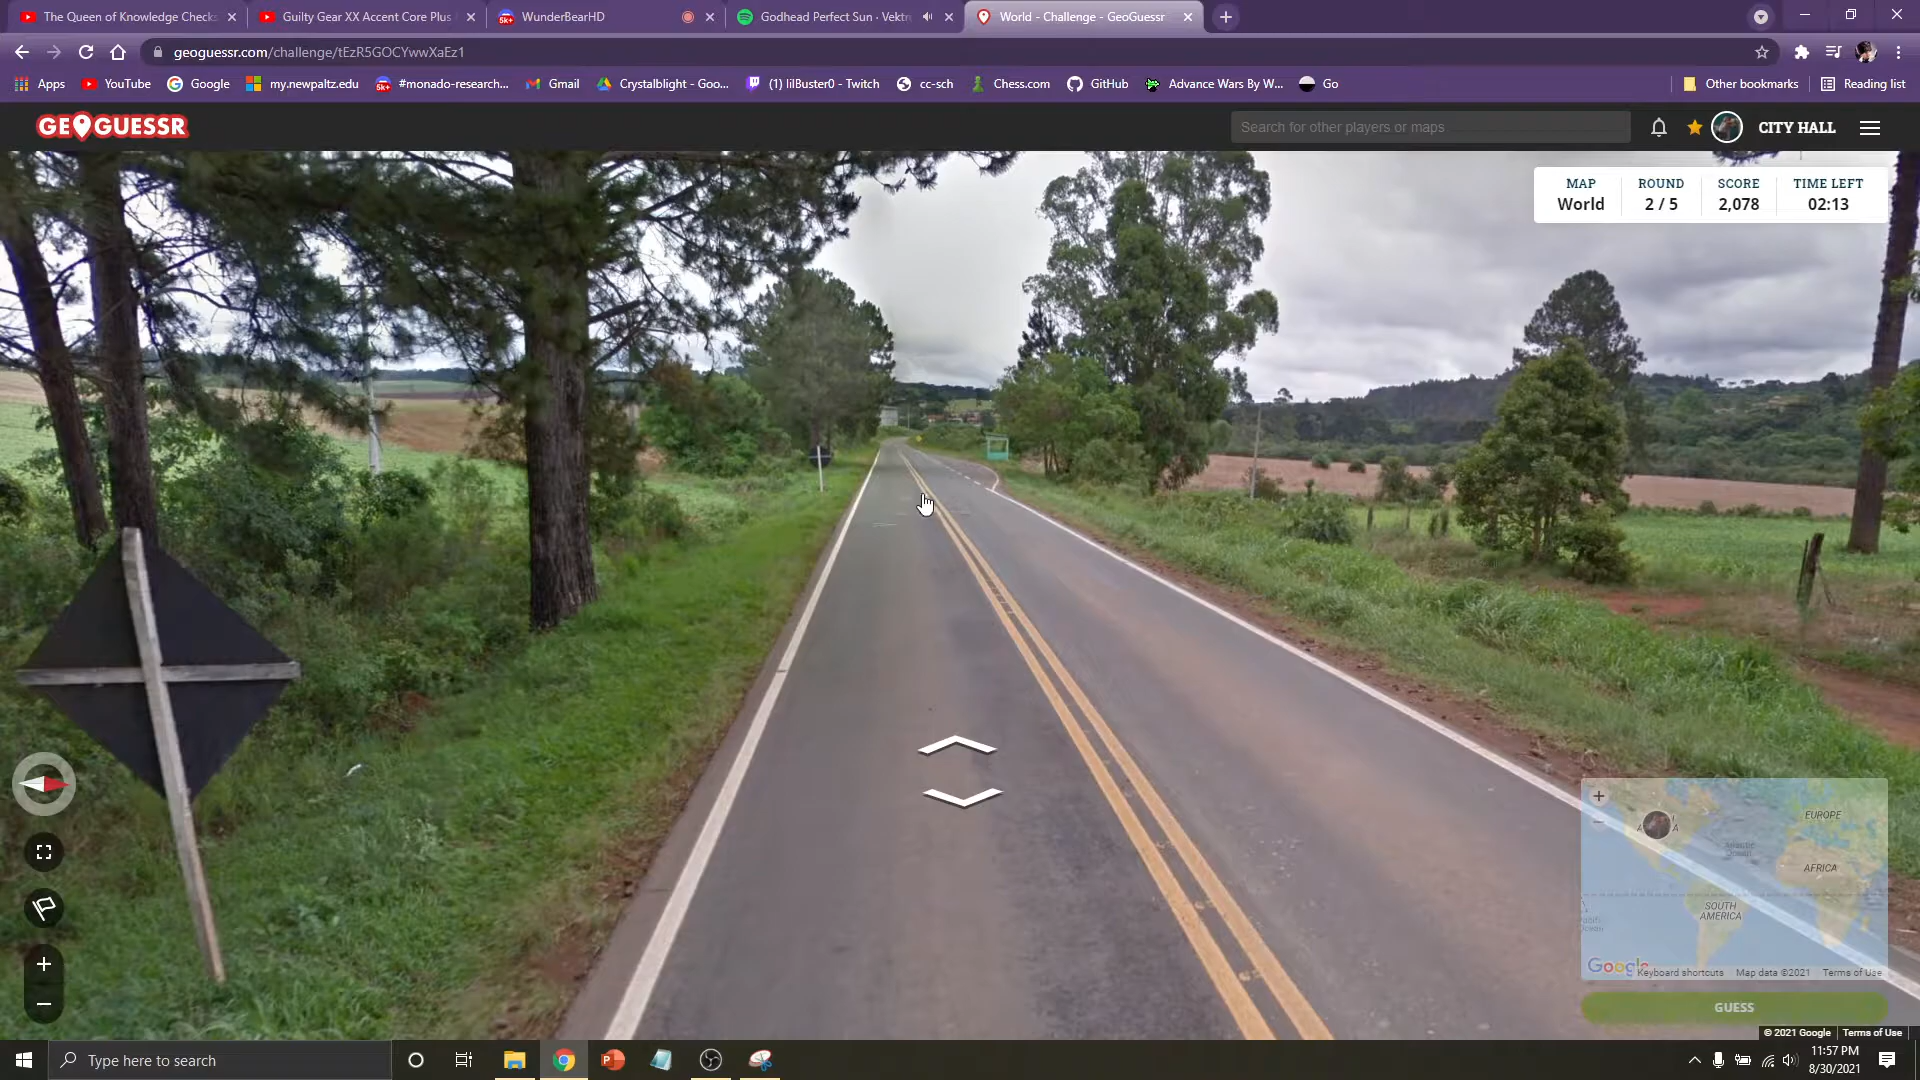 The Queen of Knowledge Checks
Guilty Gear XX Accent Core Plus
WunderBearHD
Godhead Perfect Sun · Vektr
World - Challenge - GeoGuessr
geoguessr.com/challenge/tEzR5GOCYwwXaEz1
Apps
YouTube
Google
my.newpaltz.edu
#monado-research...
Gmail
Crystalblight - Goo...
(1) lilBuster0 - Twitch
cc-sch
Chess.com
GitHub
Advance Wars By W...
Go
Other bookmarks
Reading list
GEOGUESSR
Search for other players or maps
CITY HALL
MAP ROUND SCORE TIME LEFT
World 2 / 5 2,078 02:13
EUROPE
Atlantic
Ocean
AFRICA
SOUTH
AMERICA
Google
Keyboard shortcuts
Map data ©2021
Terms of Use
GUESS
© 2021 Google
Terms of Use
Type here to search
11:57 PM
8/30/2021